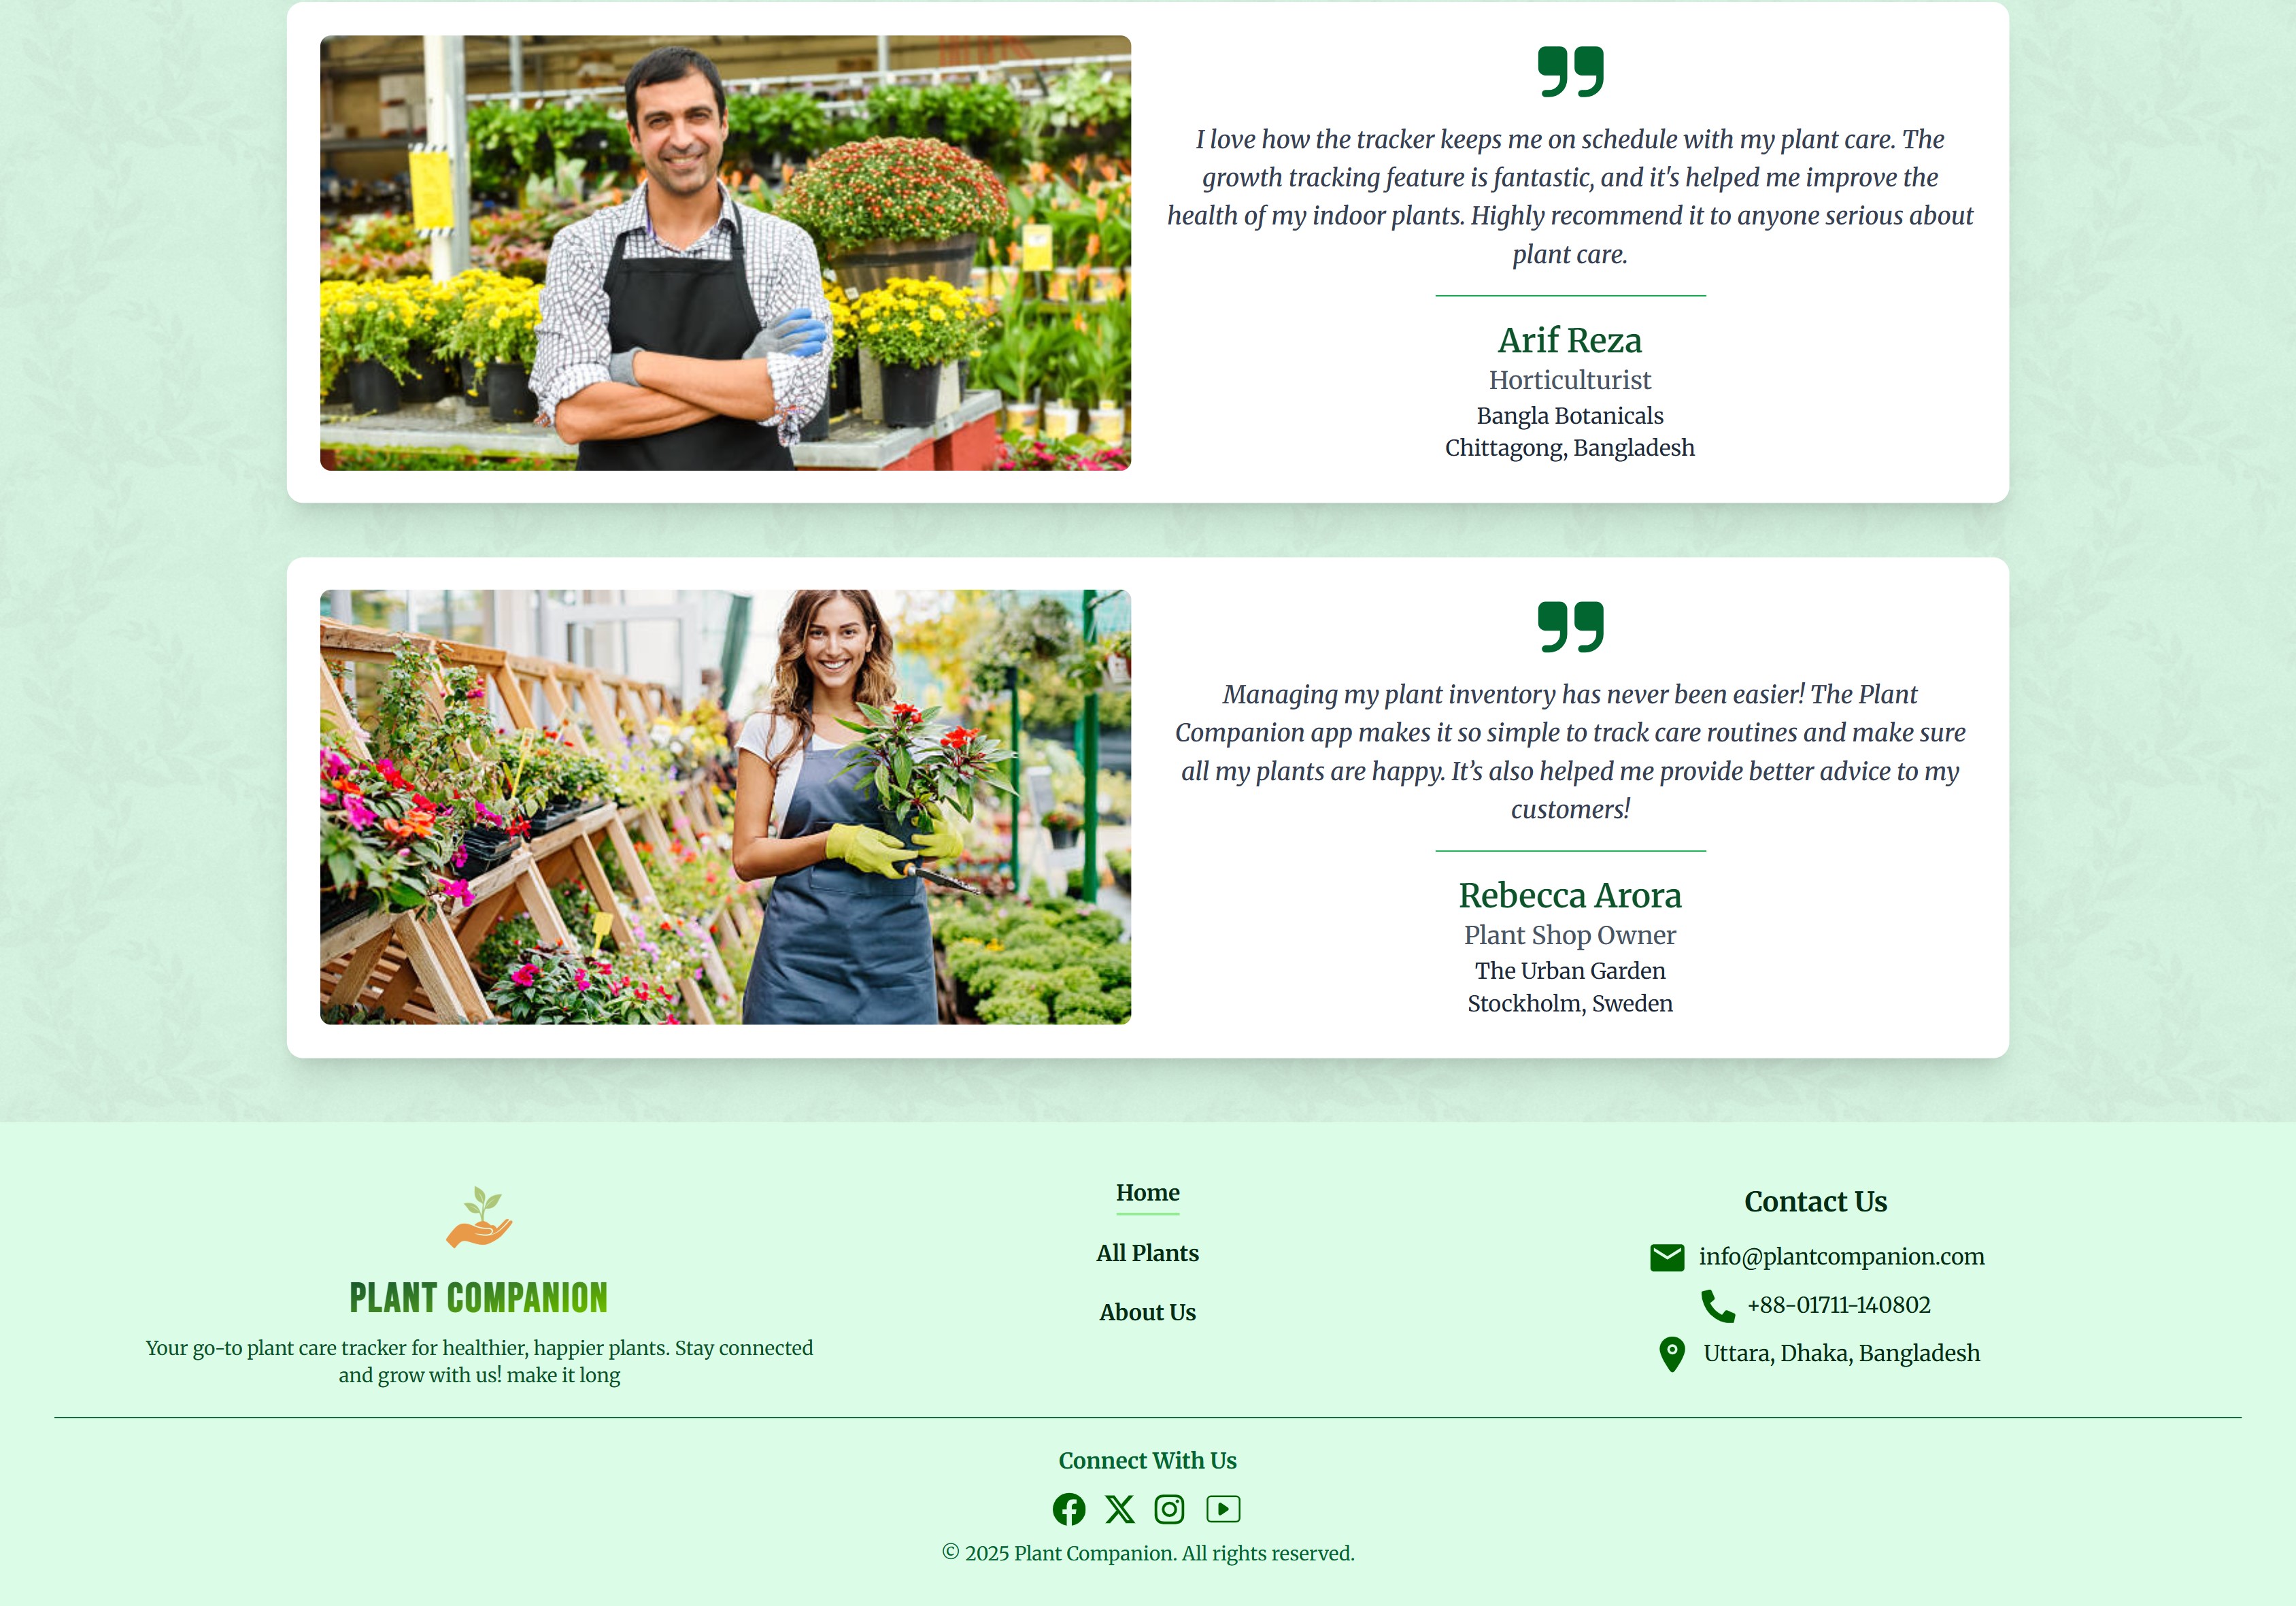 I love how the tracker keeps me on schedule with my plant care. The
growth tracking feature is fantastic, and it's helped me improve the
health of my indoor plants. Highly recommend it to anyone serious about
plant care.
Arif Reza
Horticulturist
Bangla Botanicals
Chittagong, Bangladesh
Managing my plant inventory has never been easier! The Plant
Companion app makes it so simple to track care routines and make sure
all my plants are happy. It’s also helped me provide better advice to my
customers!
Rebecca Arora
Plant Shop Owner
The Urban Garden
Stockholm, Sweden
PLANT COMPANION
Your go-to plant care tracker for healthier, happier plants. Stay connected
and grow with us! make it long
Home
All Plants
About Us
Contact Us
info@plantcompanion.com
+88-01711-140802
Uttara, Dhaka, Bangladesh
Connect With Us
© 2025 Plant Companion. All rights reserved.